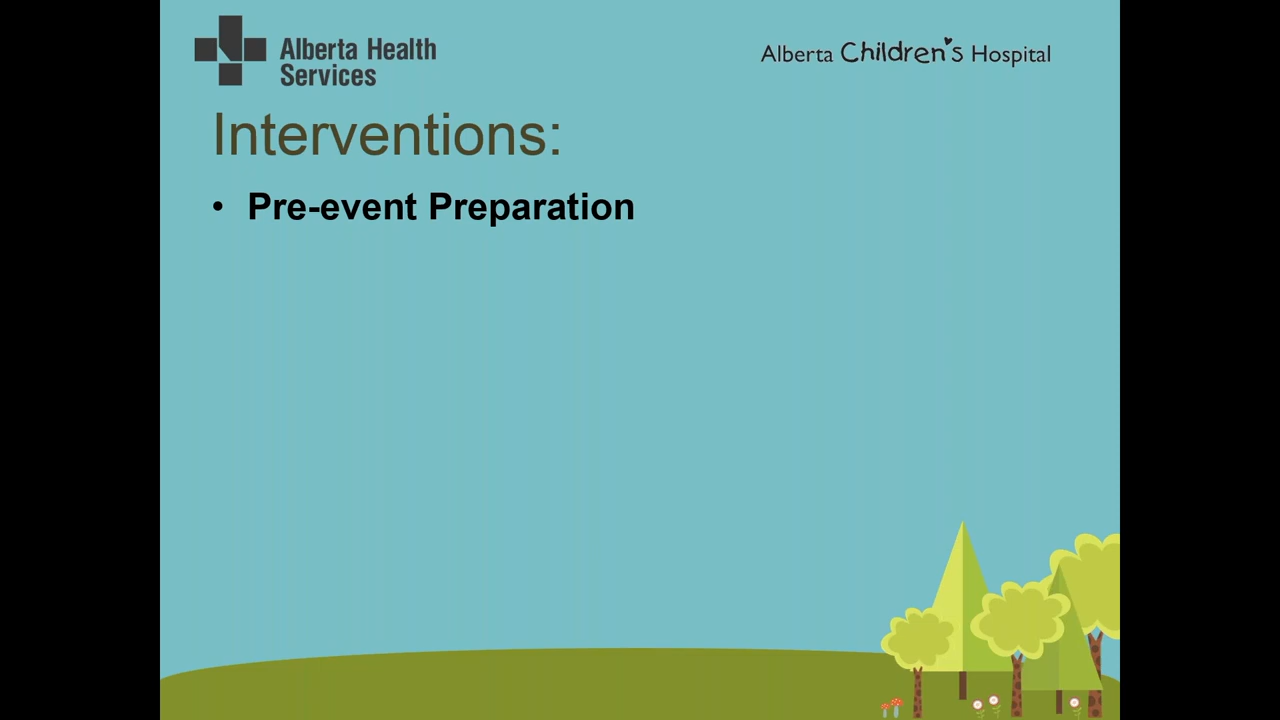 Alberta Health
Services
Alberta Children's Hospital
Interventions:
• Pre-event Preparation